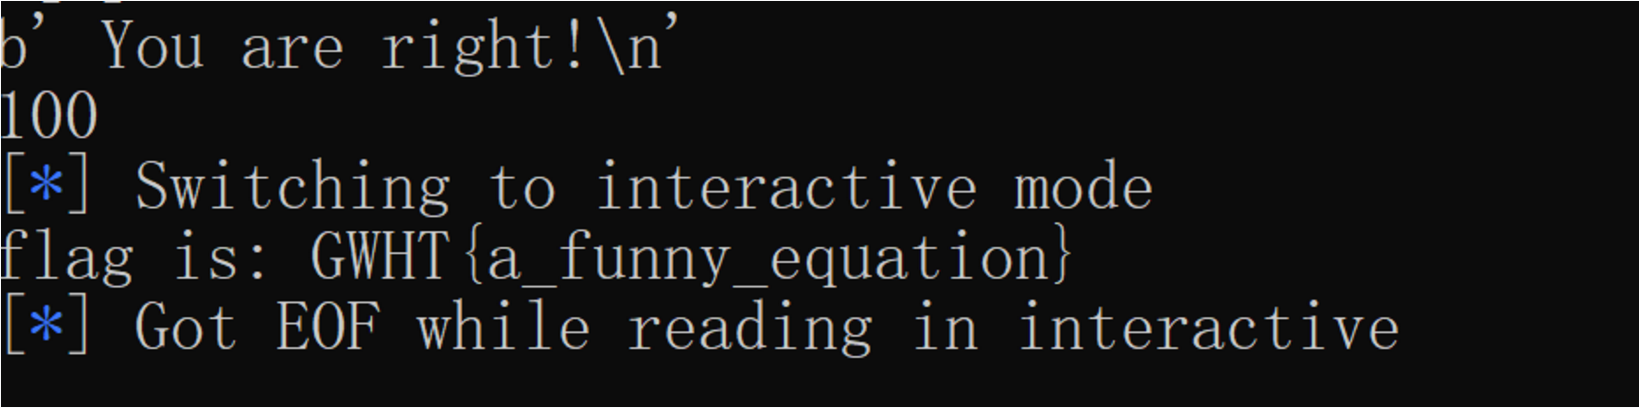 b' You are right!\n'
100
[*] Switching to interactive mode
flag is: GWHT{a_funny_equation}
[*] Got EOF while reading in interactive